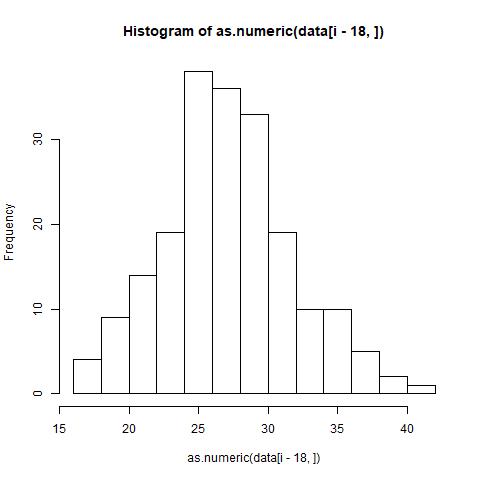 Histogram of as.numeric(data[i - 18, ])
Frequency
30
20
10
0
15 20 25 30 35 40
as.numeric(data[i - 18, ])